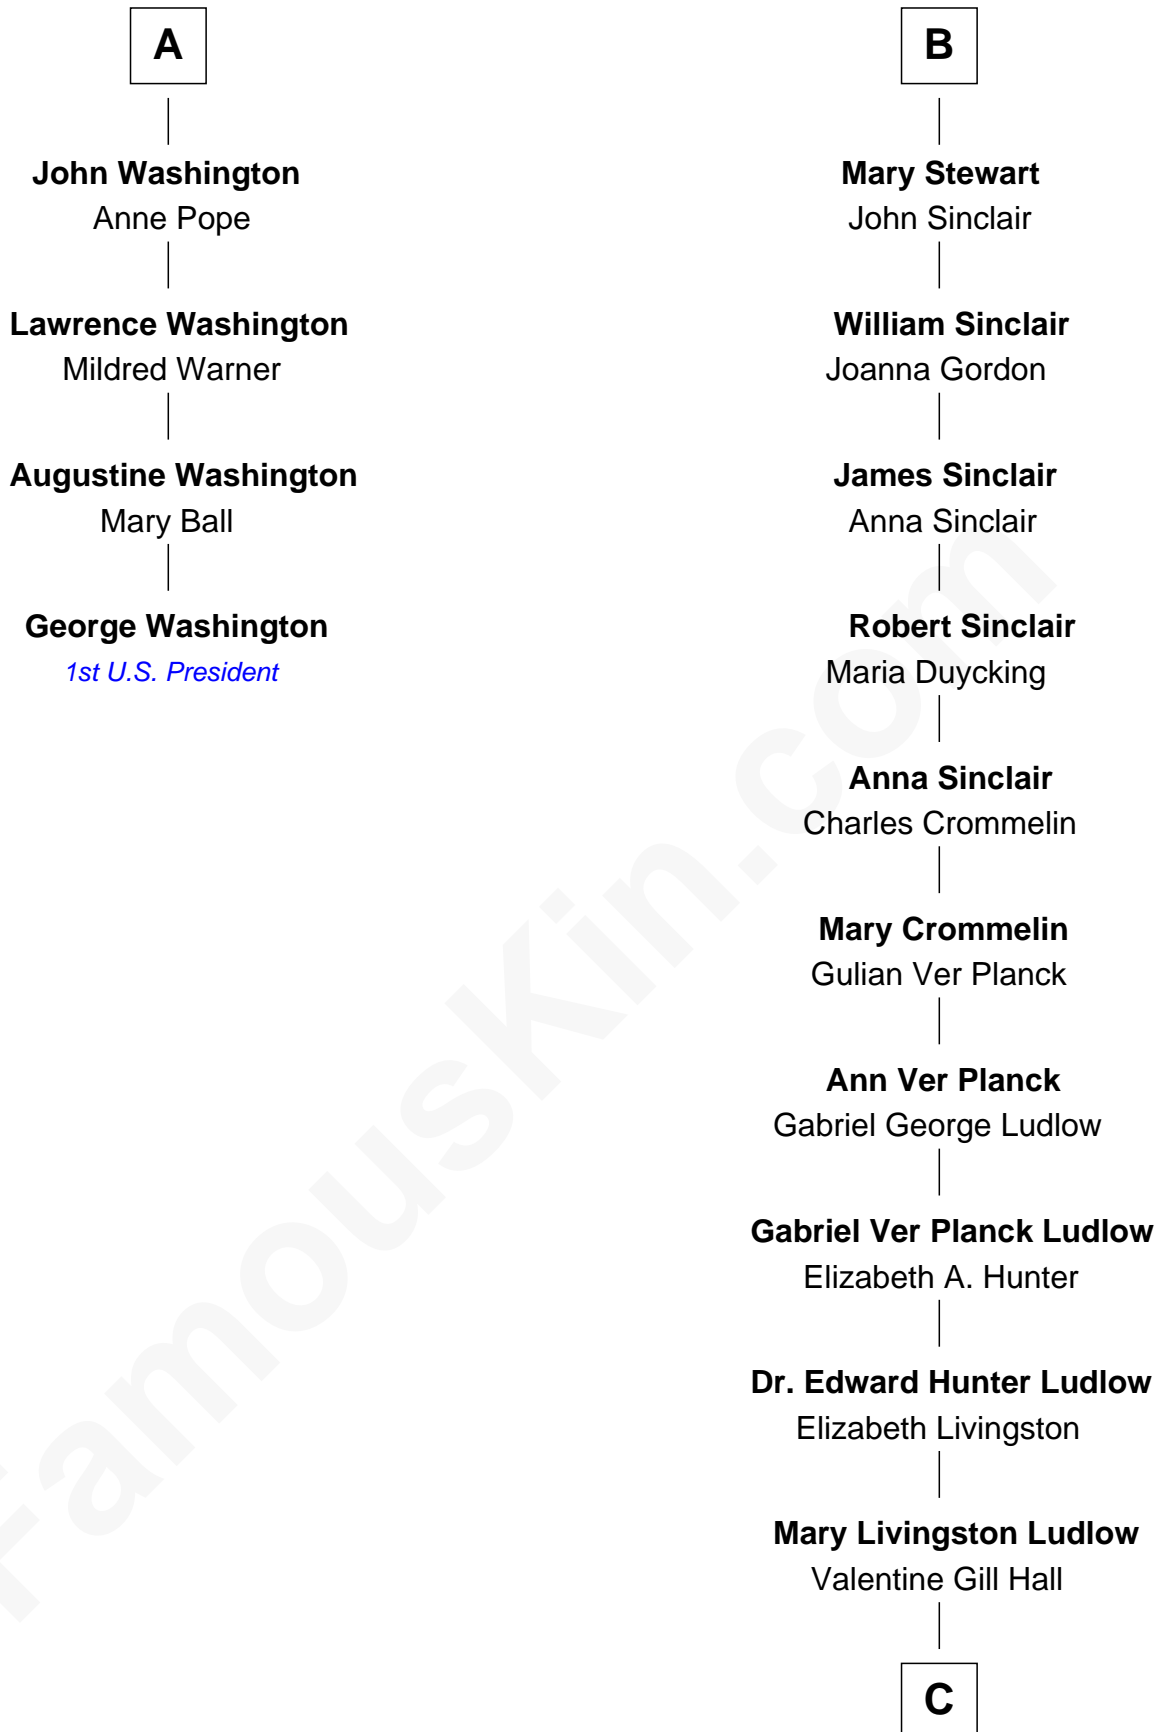 A
John Washington
Anne Pope
Lawrence Washington
Mildred Warner
Augustine Washington
Mary Ball
George Washington
1st U.S. President
B
Mary Stewart
John Sinclair
William Sinclair
Joanna Gordon
James Sinclair
Anna Sinclair
Robert Sinclair
Maria Duycking
Anna Sinclair
Charles Crommelin
Mary Crommelin
Gulian Ver Planck
Ann Ver Planck
Gabriel George Ludlow
Gabriel Ver Planck Ludlow
Elizabeth A. Hunter
Dr. Edward Hunter Ludlow
Elizabeth Livingston
Mary Livingston Ludlow
Valentine Gill Hall
C
FamousKin.com